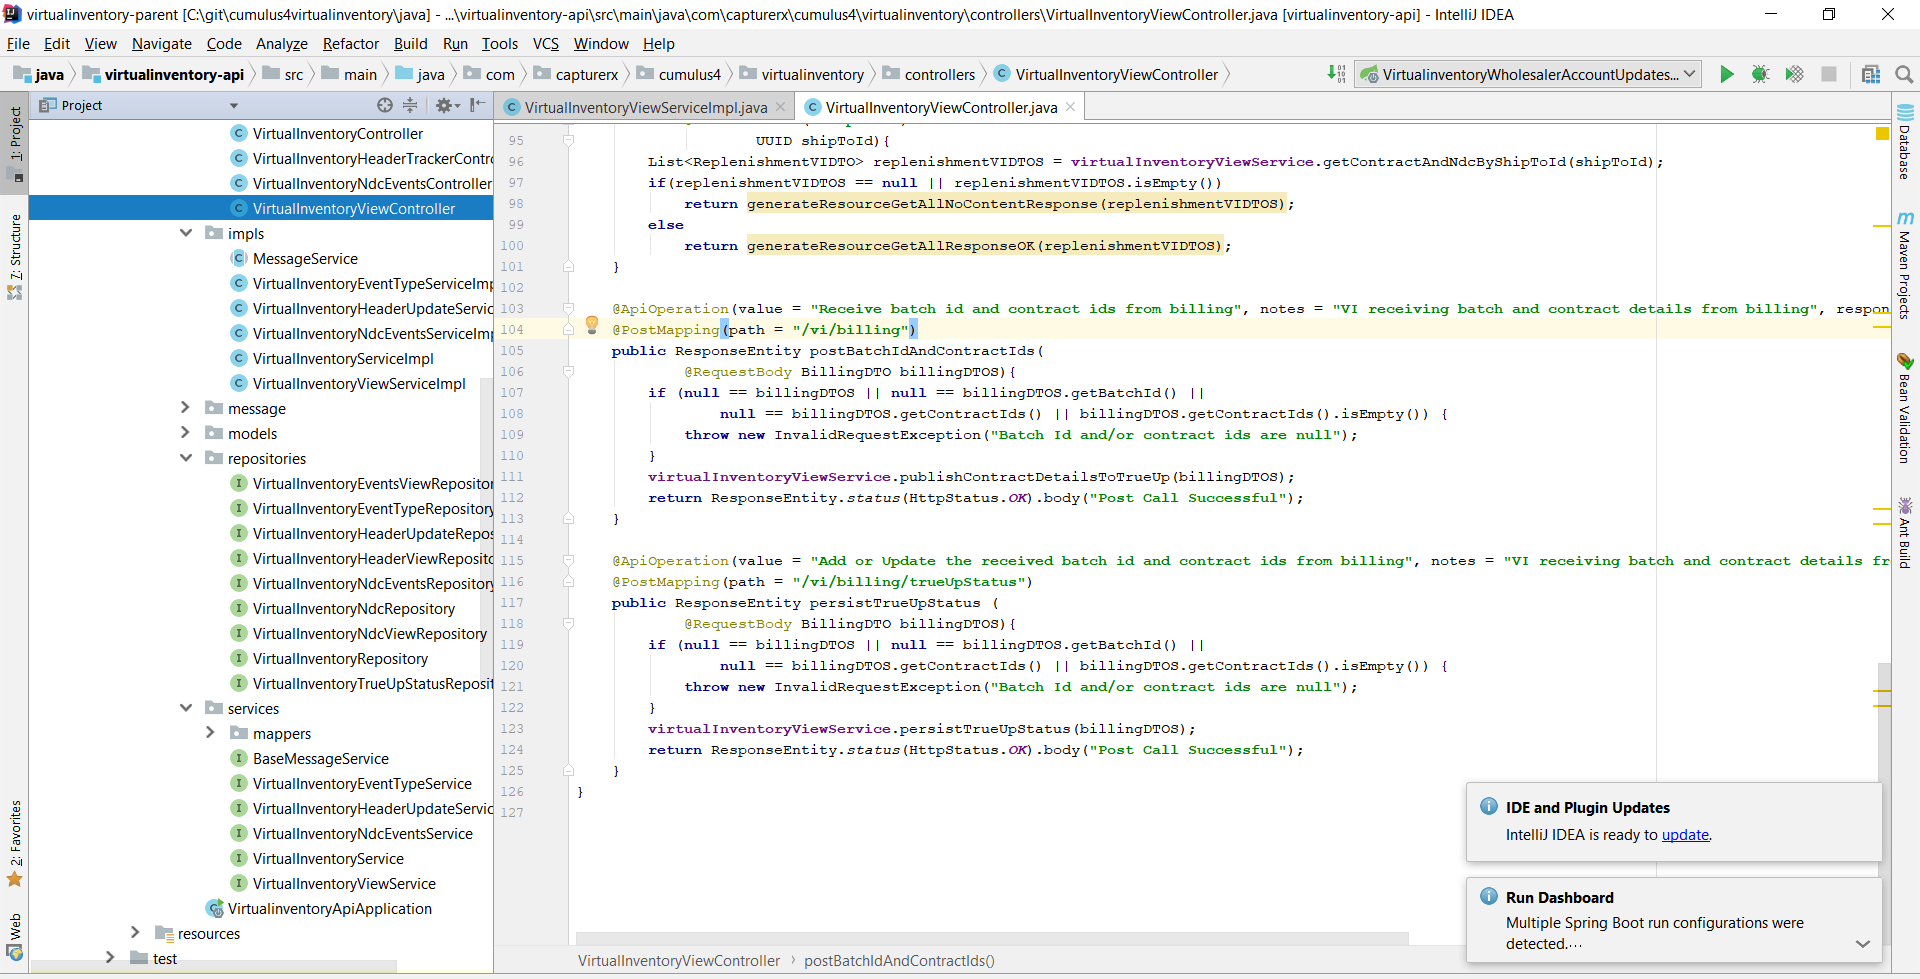 virtualinventory-parent [C:\git\cumulus4virtualinventory\java] - ...\virtualinventory-api\src\main\java\com\capturerx\cumulus4\virtualinventory\controllers\VirtualInventoryViewController.java [virtualinventory-api] - IntelliJ IDEA
File Edit View Navigate Code Analyze Refactor Build Run Tools VCS Window Help
java virtualinventory-api src main java com capturerx cumulus4 virtualinventory controllers VirtualInventoryViewController VirtualinventoryWholesalerAccountUpdates...
Project
VirtualInventoryViewServiceImpl.java VirtualInventoryViewController.java
1: Project
7: Structure
2: Favorites
Web
VirtualInventoryController
VirtualInventoryHeaderTrackerContro
VirtualInventoryNdcEventsController
VirtualInventoryViewController
impls
MessageService
VirtualInventoryEventTypeServiceImp
VirtualInventoryHeaderUpdateServic
VirtualInventoryNdcEventsServiceImp
VirtualInventoryServiceImpl
VirtualInventoryViewServiceImpl
message
models
repositories
VirtualInventoryEventsViewRepositor
VirtualInventoryEventTypeRepository
VirtualInventoryHeaderUpdateRepos
VirtualInventoryHeaderViewReposito
VirtualInventoryNdcEventsRepository
VirtualInventoryNdcRepository
VirtualInventoryNdcViewRepository
VirtualInventoryRepository
VirtualInventoryTrueUpStatusReposit
services
mappers
BaseMessageService
VirtualInventoryEventTypeService
VirtualInventoryHeaderUpdateServic
VirtualInventoryNdcEventsService
VirtualInventoryService
VirtualInventoryViewService
VirtualinventoryApiApplication
resources
test
95 UUID shipToId){
96 List<ReplenishmentVIDTO> replenishmentVIDTOS = virtualInventoryViewService.getContractAndNdcByShipToId(shipToId);
97 if(replenishmentVIDTOS == null || replenishmentVIDTOS.isEmpty())
98 return generateResourceGetAllNoContentResponse(replenishmentVIDTOS);
99 else
100 return generateResourceGetAllResponseOK(replenishmentVIDTOS);
101 }
102
103 @ApiOperation(value = "Receive batch id and contract ids from billing", notes = "VI receiving batch and contract details from billing", respon
104 @PostMapping(path = "/vi/billing")
105 public ResponseEntity postBatchIdAndContractIds(
106 @RequestBody BillingDTO billingDTOS){
107 if (null == billingDTOS || null == billingDTOS.getBatchId() ||
108 null == billingDTOS.getContractIds() || billingDTOS.getContractIds().isEmpty()) {
109 throw new InvalidRequestException("Batch Id and/or contract ids are null");
110 }
111 virtualInventoryViewService.publishContractDetailsToTrueUp(billingDTOS);
112 return ResponseEntity.status(HttpStatus.OK).body("Post Call Successful");
113 }
114
115 @ApiOperation(value = "Add or Update the received batch id and contract ids from billing", notes = "VI receiving batch and contract details fr
116 @PostMapping(path = "/vi/billing/trueUpStatus")
117 public ResponseEntity persistTrueUpStatus (
118 @RequestBody BillingDTO billingDTOS){
119 if (null == billingDTOS || null == billingDTOS.getBatchId() ||
120 null == billingDTOS.getContractIds() || billingDTOS.getContractIds().isEmpty()) {
121 throw new InvalidRequestException("Batch Id and/or contract ids are null");
122 }
123 virtualInventoryViewService.persistTrueUpStatus(billingDTOS);
124 return ResponseEntity.status(HttpStatus.OK).body("Post Call Successful");
125 }
126 }
127
VirtualInventoryViewController › postBatchIdAndContractIds()
Database
Maven Projects
Bean Validation
Ant Build
IDE and Plugin Updates
IntelliJ IDEA is ready to update.
Run Dashboard
Multiple Spring Boot run configurations were
detected....